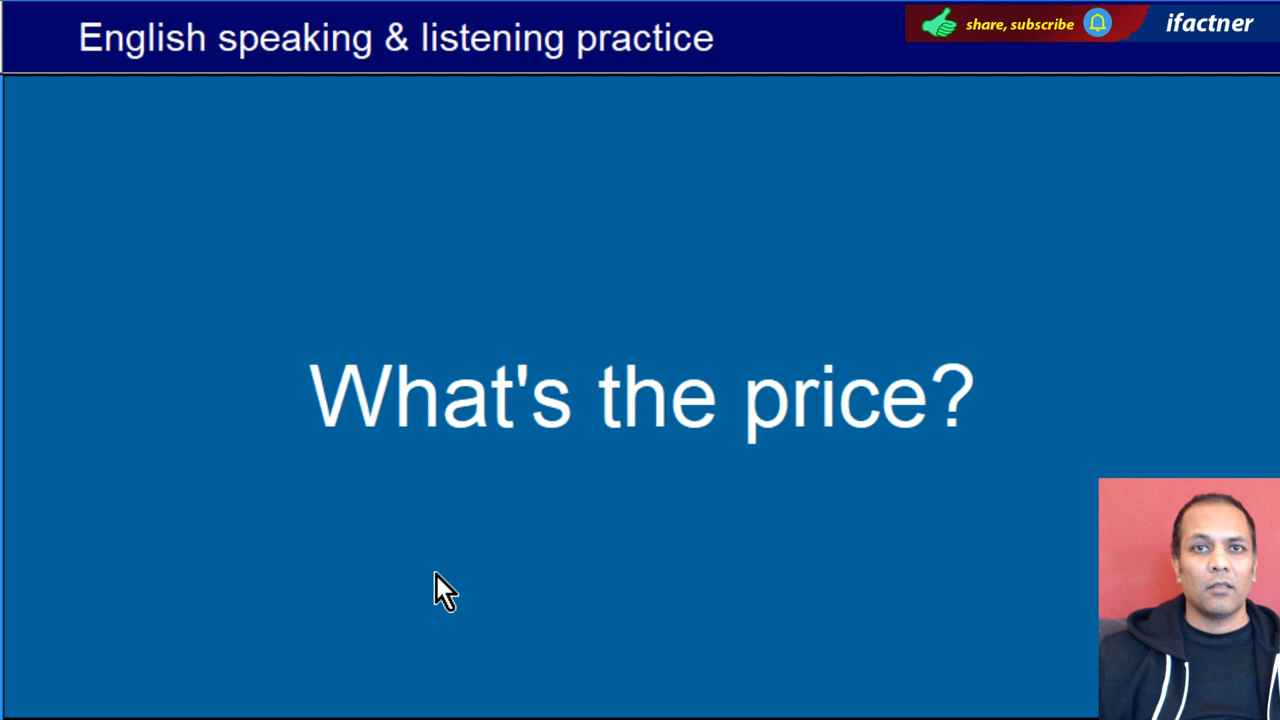 English speaking & listening practice
share, subscribe
ifactner
What's the price?